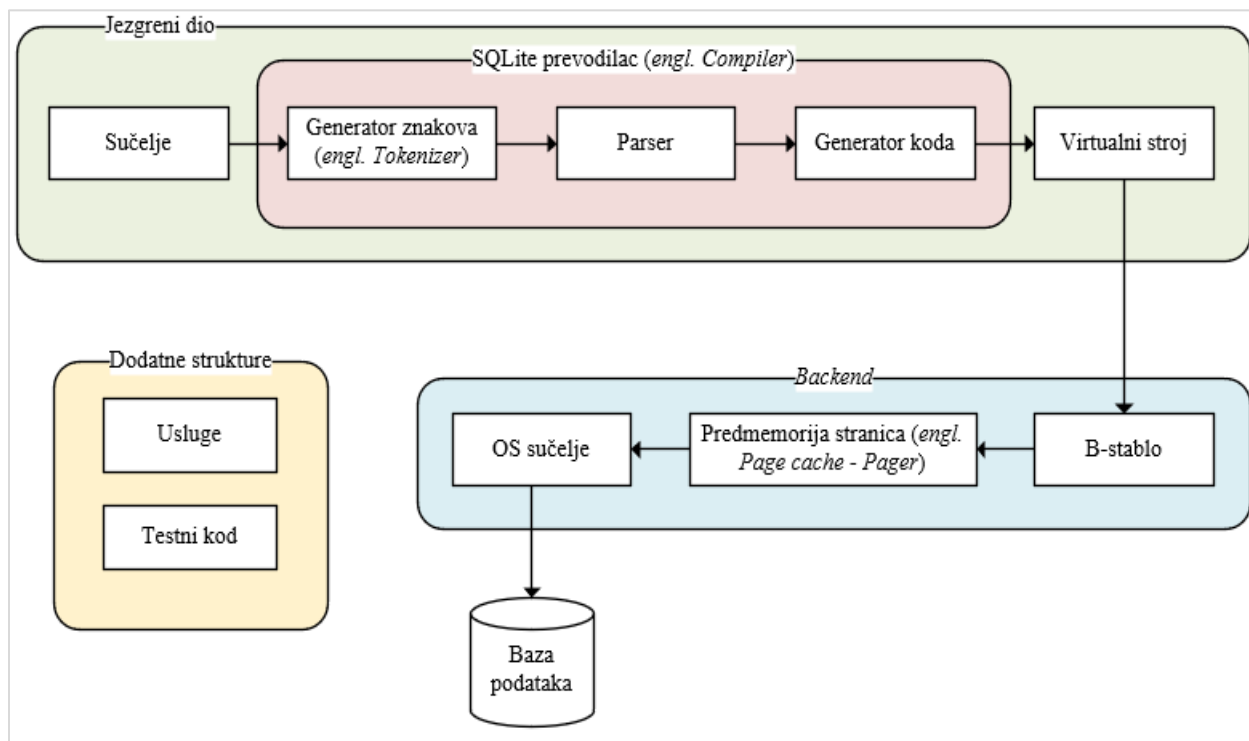 Jezgreni dio
SQLite prevodilac (engl. Compiler)
Sučelje
Generator znakova
(engl. Tokenizer)
Parser
Generator koda
Virtualni stroj
Dodatne strukture
Usluge
Testni kod
Backend
OS sučelje
Predmemorija stranica (engl.
Page cache - Pager)
B-stablo
Baza
podataka